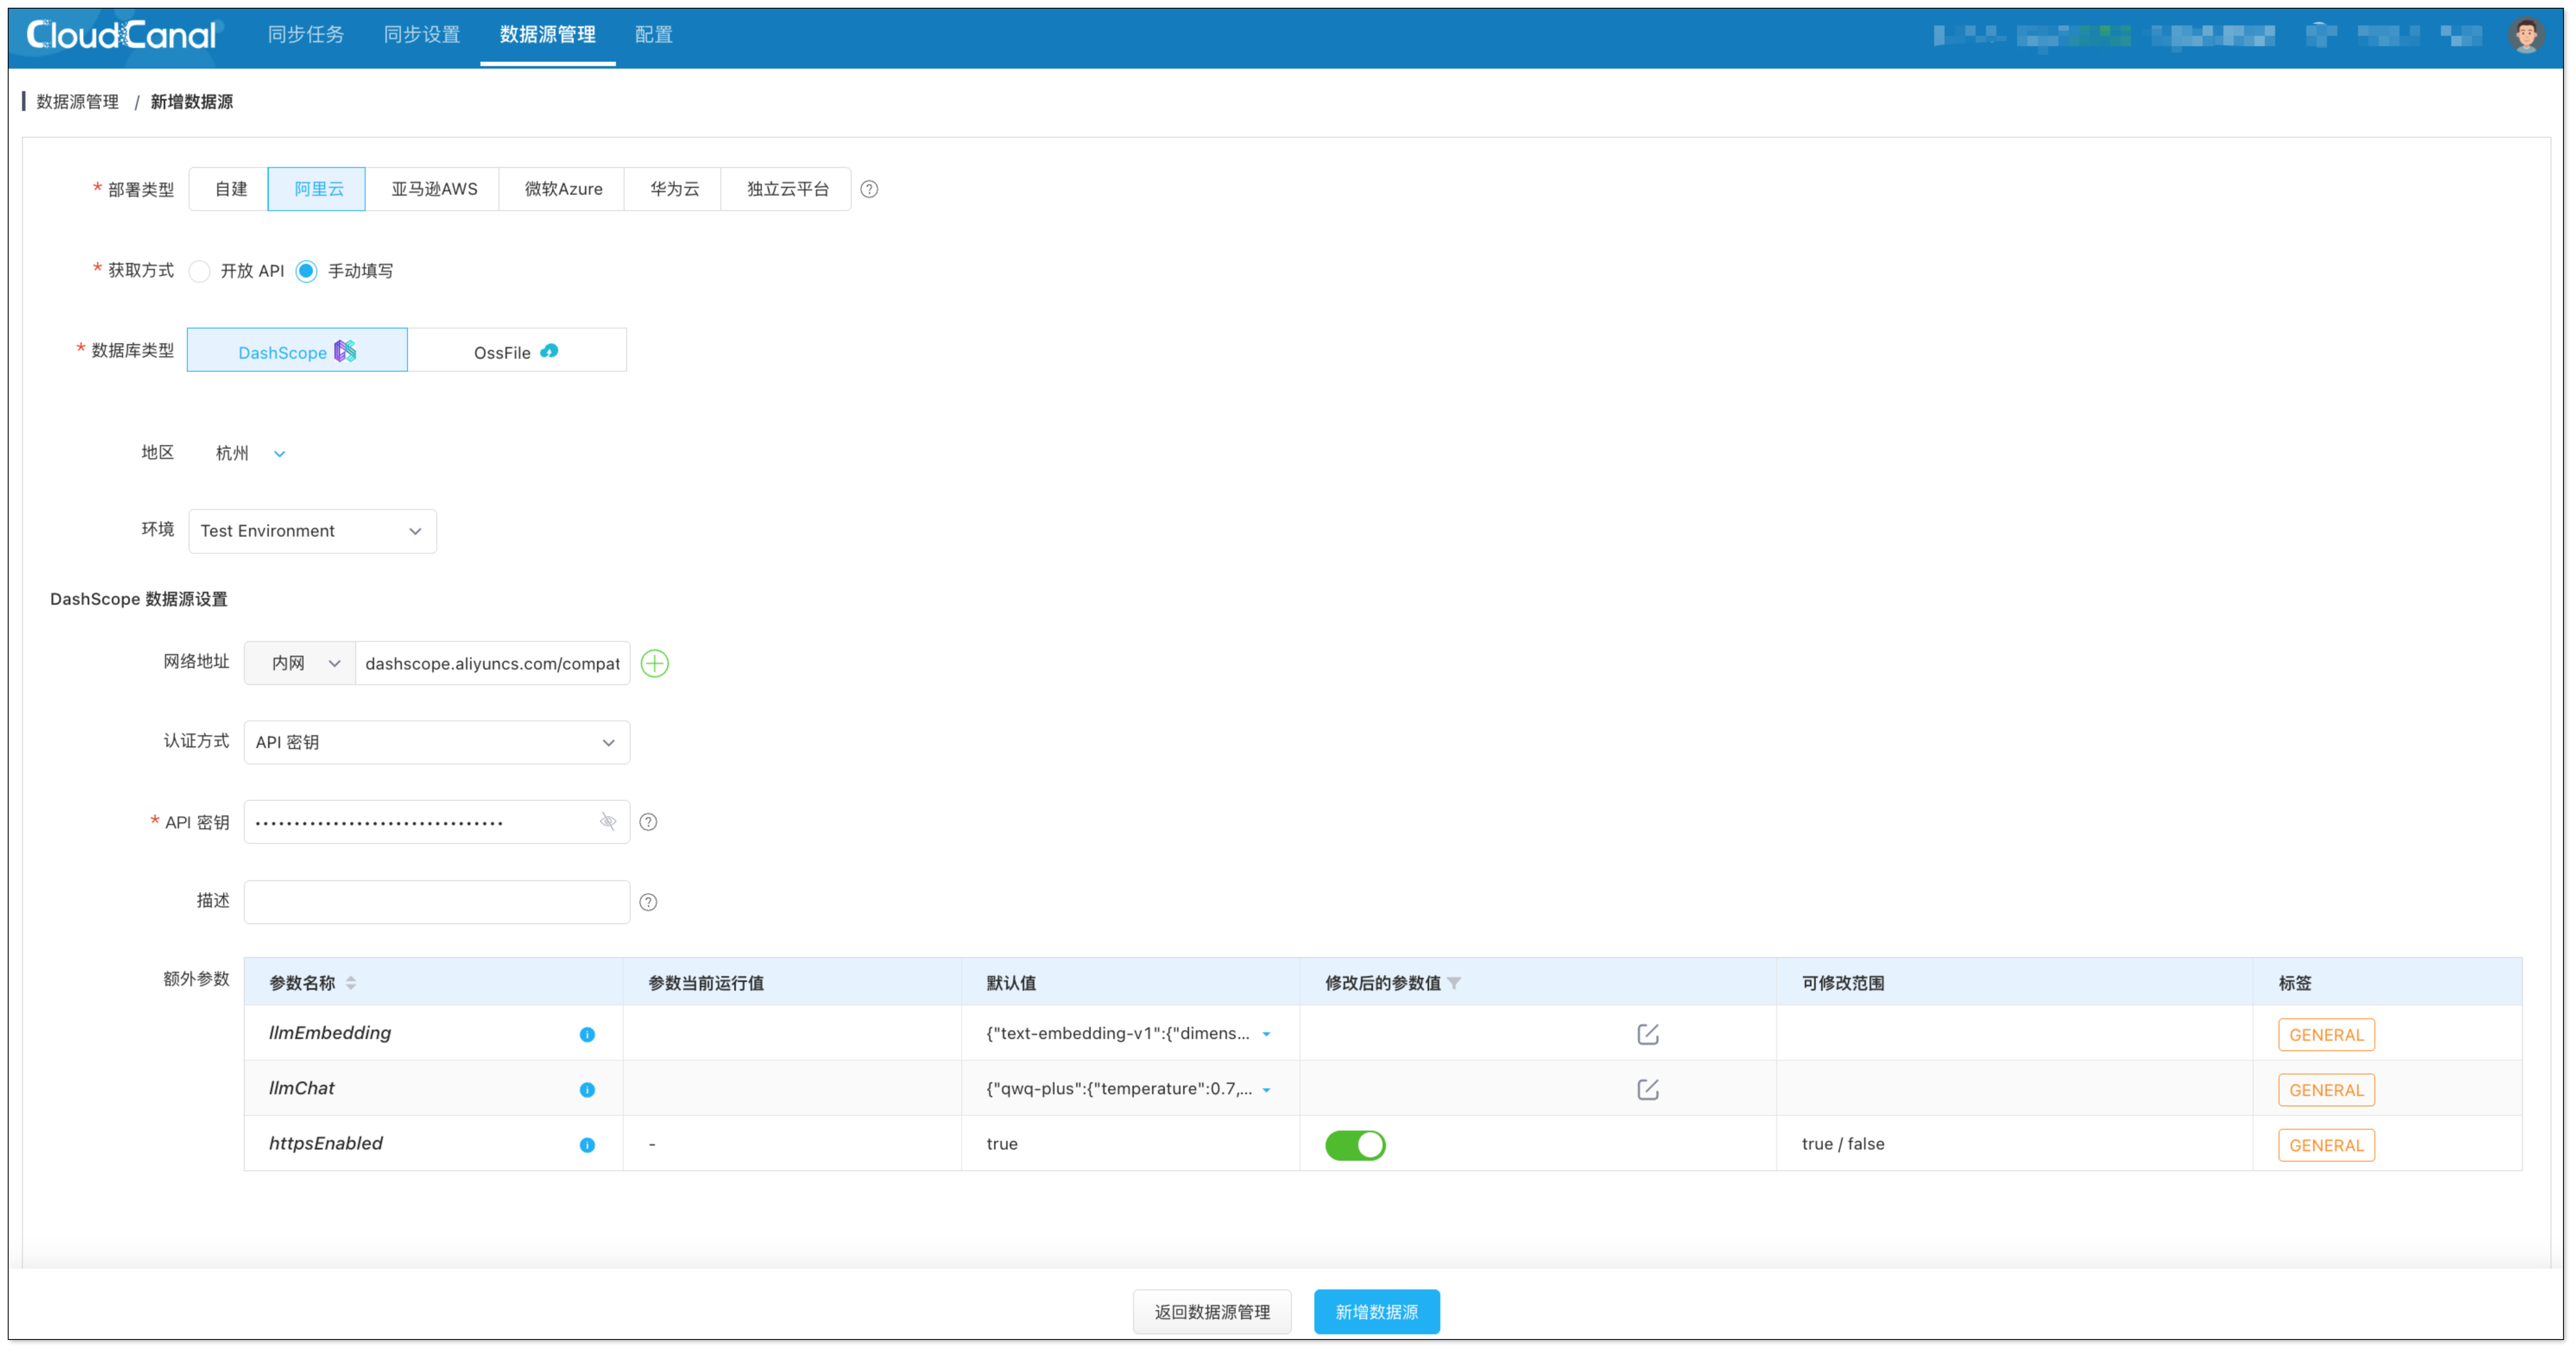 CloudCanal 同步任务 同步设置 数据源管理 配置
数据源管理 / 新增数据源
* 部署类型 自建 阿里云 亚马逊AWS 微软Azure 华为云 独立云平台 ?
* 获取方式 开放 API 手动填写
* 数据库类型 DashScope OssFile
地区 杭州
环境 Test Environment
DashScope 数据源设置
网络地址 内网 dashscope.aliyuncs.com/compat
认证方式 API 密钥
* API 密钥 ••••••••••••••••••••••••••••••••
描述
额外参数 参数名称 参数当前运行值 默认值 修改后的参数值 可修改范围 标签
llmEmbedding {"text-embedding-v1":{"dimens... GENERAL
llmChat {"qwq-plus":{"temperature":0.7,... GENERAL
httpsEnabled - true true / false GENERAL
返回数据源管理 新增数据源